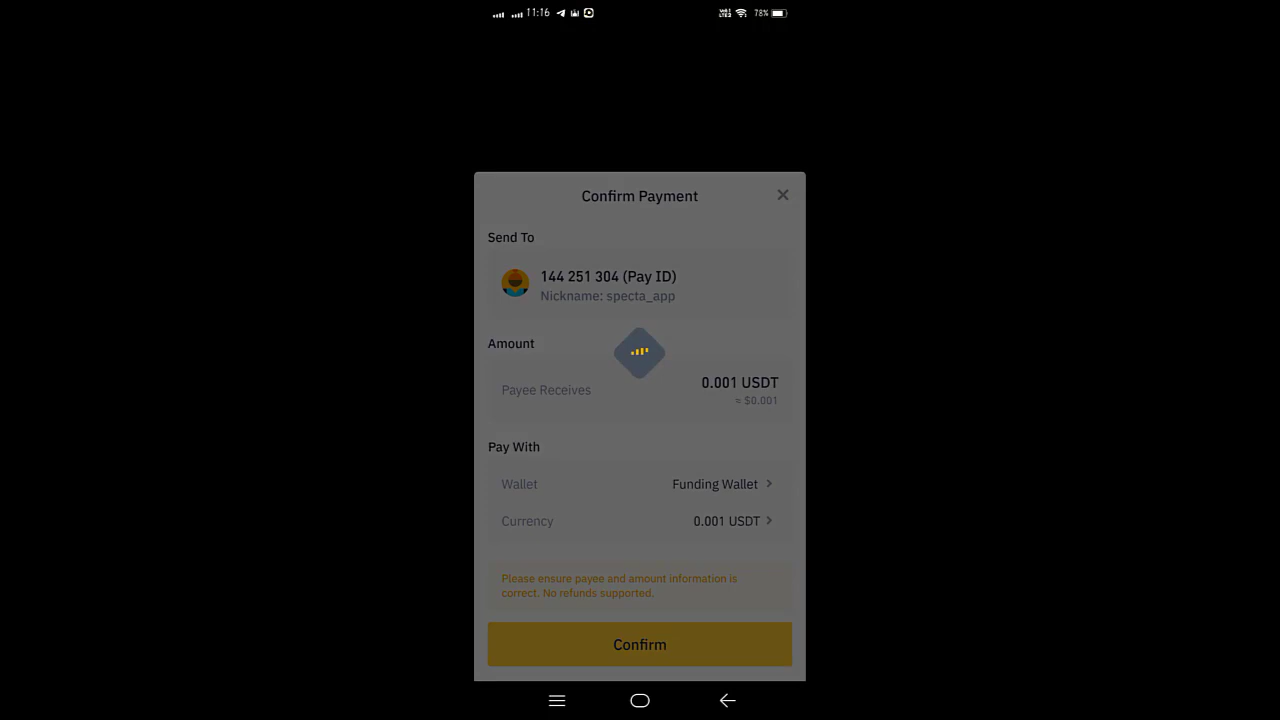 11:16
78%
Confirm Payment
Send To
144 251 304 (Pay ID)
Nickname: specta_app
Amount
Payee Receives
0.001 USDT
≈ $0.001
Pay With
Wallet
Funding Wallet
Currency
0.001 USDT
Please ensure payee and amount information is
correct. No refunds supported.
Confirm